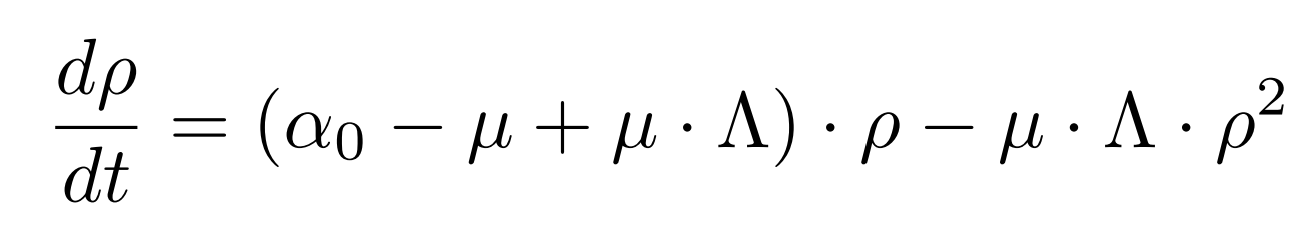 dρ/dt = (α₀ − μ + μ · Λ) · ρ − μ · Λ · ρ²